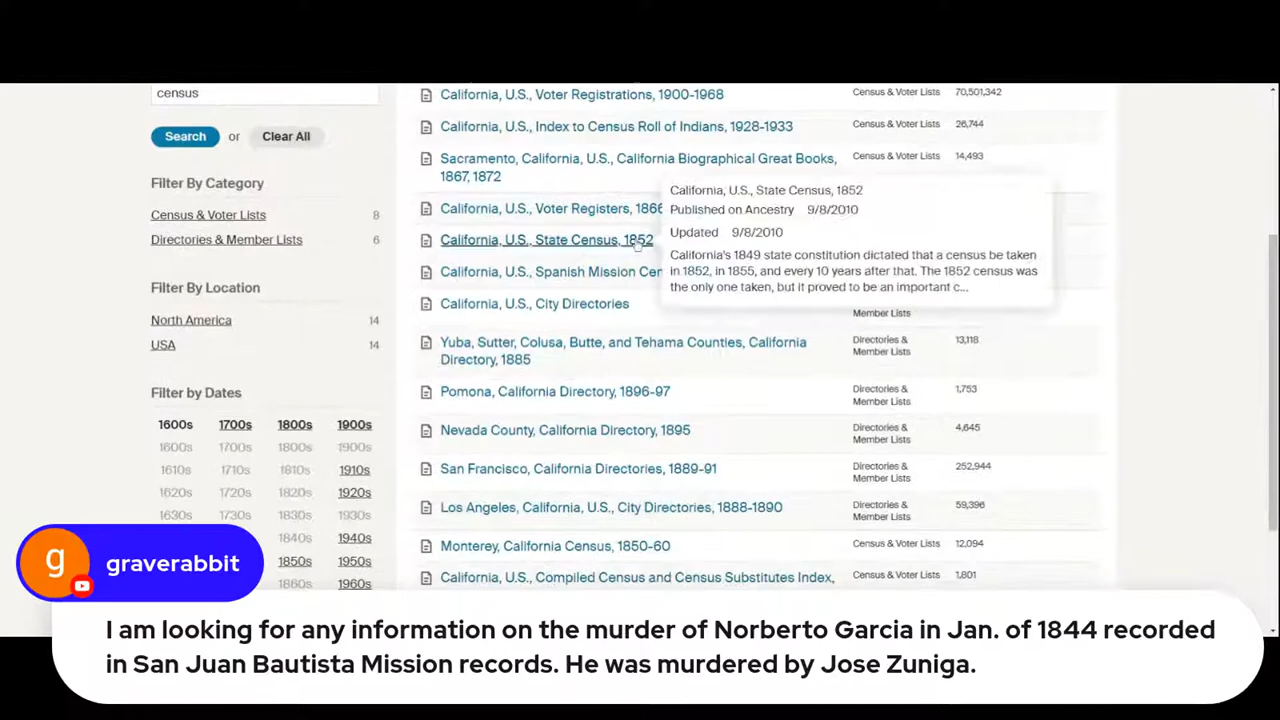 census
Search or Clear All
Filter By Category
Census & Voter Lists 8
Directories & Member Lists 6
Filter By Location
North America 14
USA 14
Filter by Dates
1600s 1700s 1800s 1900s
1600s 1700s 1800s 1900s
1610s 1710s 1810s 1910s
1620s 1720s 1820s 1920s
1630s 1730s 1830s 1930s
1840s 1940s
1850s 1950s
1860s 1960s
California, U.S., Voter Registrations, 1900-1968 Census & Voter Lists 70,501,342
California, U.S., Index to Census Roll of Indians, 1928-1933 Census & Voter Lists 26,744
Sacramento, California, U.S., California Biographical Great Books, Census & Voter Lists 14,493
1867, 1872
California, U.S., Voter Registers, 1866
California, U.S., State Census, 1852
California, U.S., Spanish Mission Cen
California, U.S., City Directories
Member Lists
Yuba, Sutter, Colusa, Butte, and Tehama Counties, California Directories & 13,118
Directory, 1885 Member Lists
Pomona, California Directory, 1896-97 Directories & 1,753
Member Lists
Nevada County, California Directory, 1895 Directories & 4,645
Member Lists
San Francisco, California Directories, 1889-91 Directories & 252,944
Member Lists
Los Angeles, California, U.S., City Directories, 1888-1890 Directories & 59,396
Member Lists
Monterey, California Census, 1850-60 Census & Voter Lists 12,094
California, U.S., Compiled Census and Census Substitutes Index, Census & Voter Lists 1,801
California, U.S., State Census, 1852
Published on Ancestry 9/8/2010
Updated 9/8/2010
California's 1849 state constitution dictated that a census be taken
in 1852, in 1855, and every 10 years after that. The 1852 census was
the only one taken, but it proved to be an important c...
g graverabbit
I am looking for any information on the murder of Norberto Garcia in Jan. of 1844 recorded
in San Juan Bautista Mission records. He was murdered by Jose Zuniga.